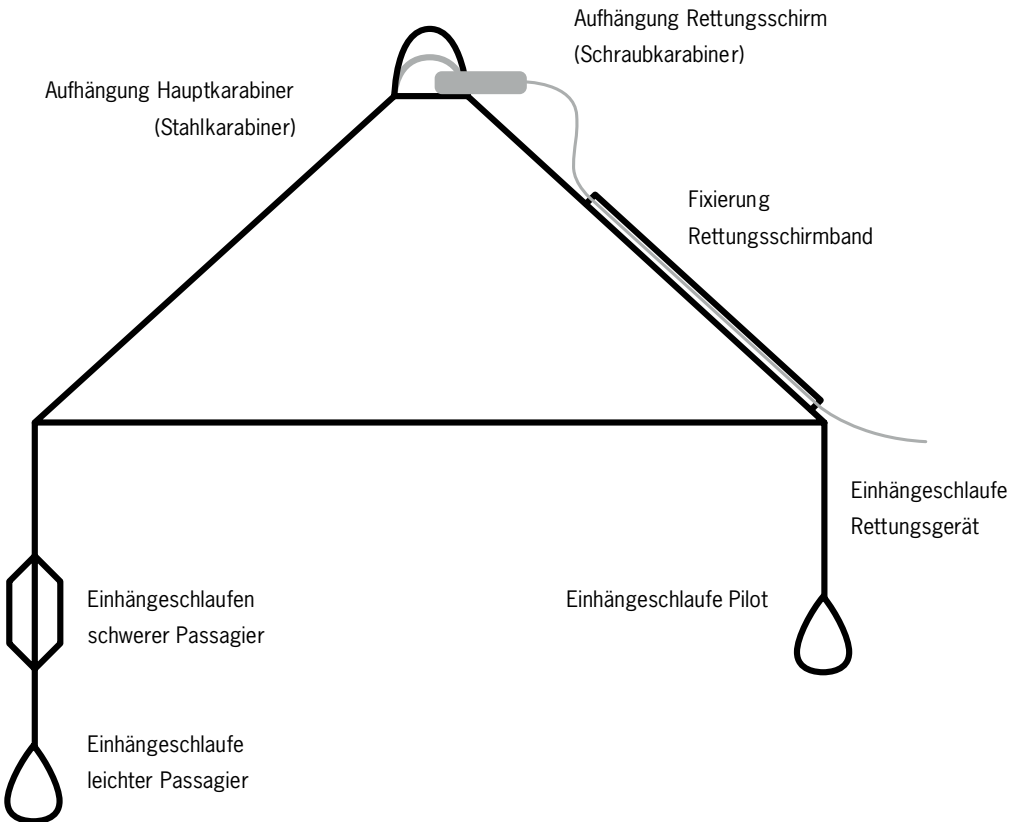 Aufhängung Rettungsschirm
(Schraubkarabiner)
Aufhängung Hauptkarabiner
(Stahlkarabiner)
Fixierung
Rettungsschirmband
Einhängeschlaufe
Rettungsgerät
Einhängeschlaufen
schwerer Passagier
Einhängeschlaufe Pilot
Einhängeschlaufe
leichter Passagier